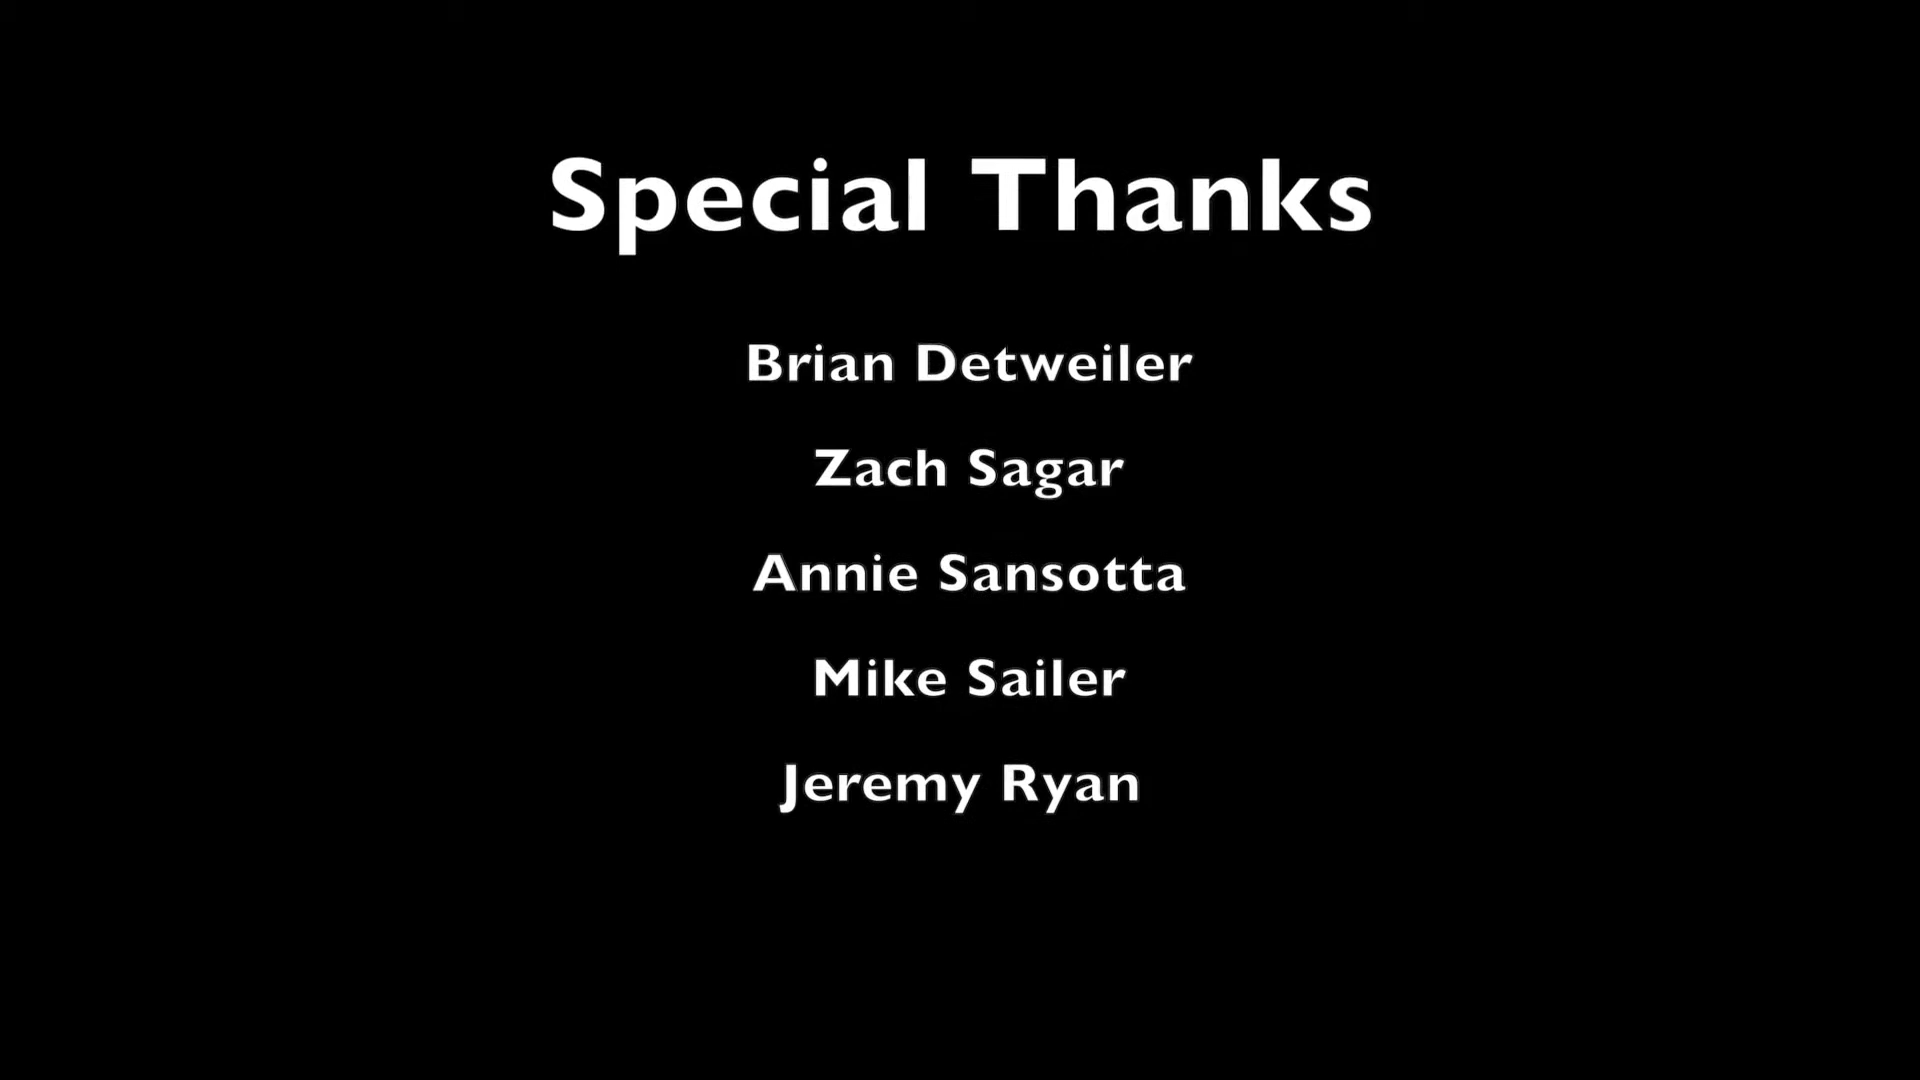 Special Thanks
Brian Detweiler
Zach Sagar
Annie Sansotta
Mike Sailer
Jeremy Ryan